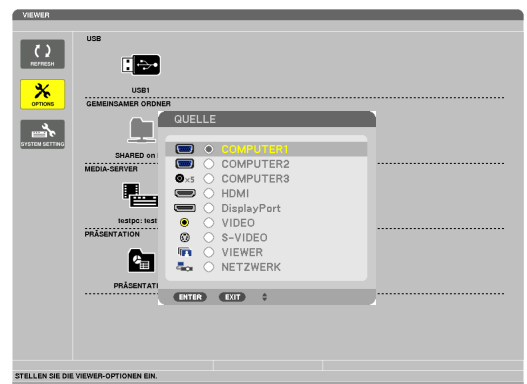 VIEWER
USB
REFRESH
USB1
OPTIONS
GEMEINSAMER ORDNER
QUELLE
SYSTEM SETTING
SHARED on
MEDIA-SERVER
testpc: test
PRÄSENTATION
PRÄSENTATI
COMPUTER1
COMPUTER2
×5 COMPUTER3
HDMI
DisplayPort
VIDEO
S-VIDEO
VIEWER
NETZWERK
ENTER EXIT
STELLEN SIE DIE VIEWER-OPTIONEN EIN.